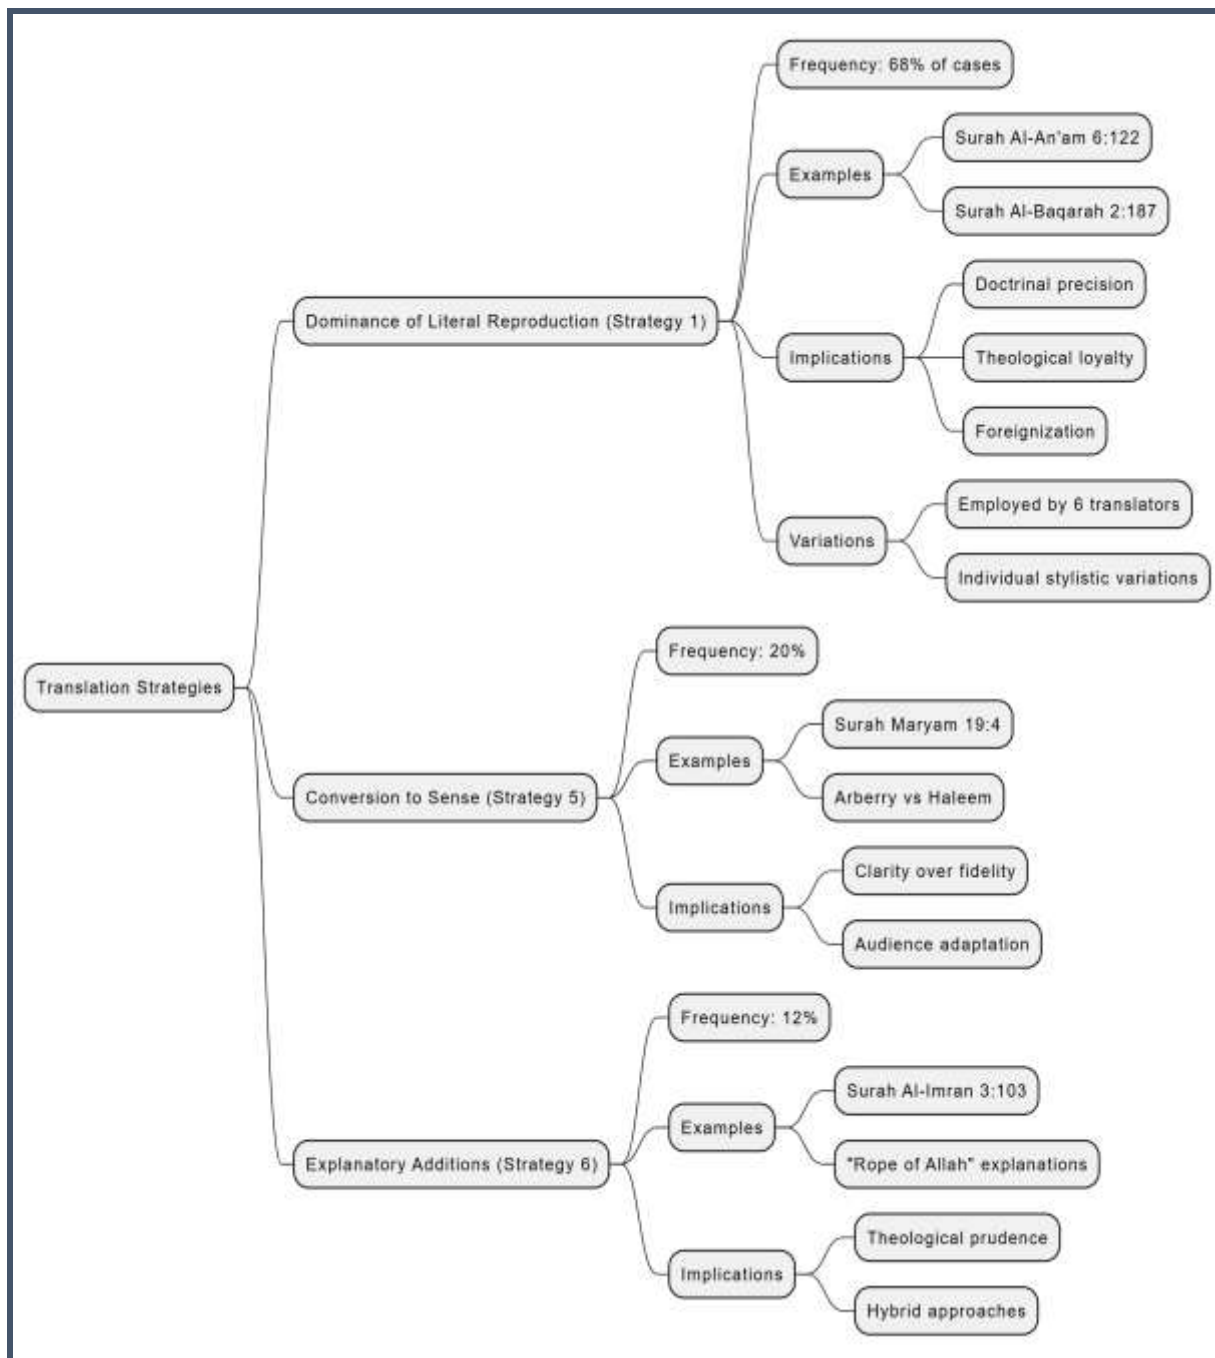 Translation Strategies
Dominance of Literal Reproduction (Strategy 1)
Frequency: 68% of cases
Examples
Surah Al-An'am 6:122
Surah Al-Baqarah 2:187
Implications
Doctrinal precision
Theological loyalty
Foreignization
Variations
Employed by 6 translators
Individual stylistic variations
Conversion to Sense (Strategy 5)
Frequency: 20%
Examples
Surah Maryam 19:4
Arberry vs Haleem
Implications
Clarity over fidelity
Audience adaptation
Explanatory Additions (Strategy 6)
Frequency: 12%
Examples
Surah Al-Imran 3:103
"Rope of Allah" explanations
Implications
Theological prudence
Hybrid approaches